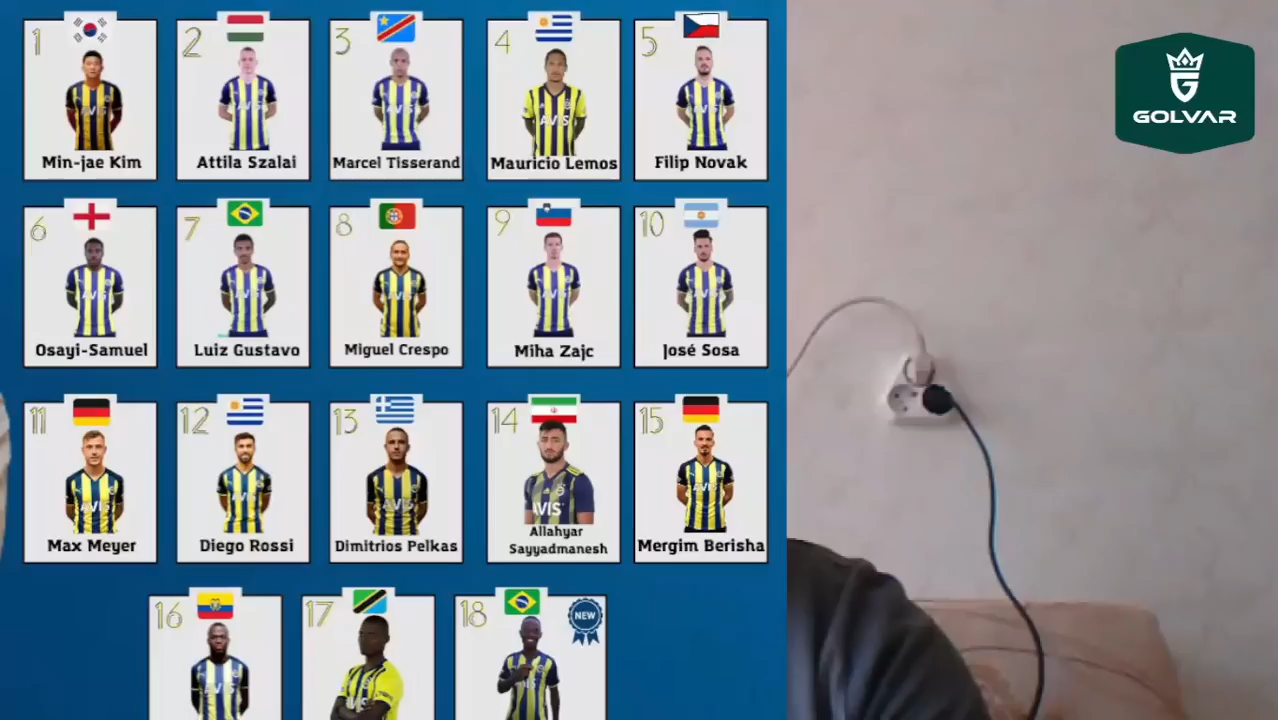 1
2
3
4
5
Min-jae Kim
Attila Szalai
Marcel Tisserand
Mauricio Lemos
Filip Novak
6
7
8
9
10
Osayi-Samuel
Luiz Gustavo
Miguel Crespo
Miha Zajc
José Sosa
11
12
13
14
15
AVIS
Max Meyer
Diego Rossi
Dimitrios Pelkas
Allahyar
Sayyadmanesh
Mergim Berisha
16
17
18
NEW
G
GOLVAR